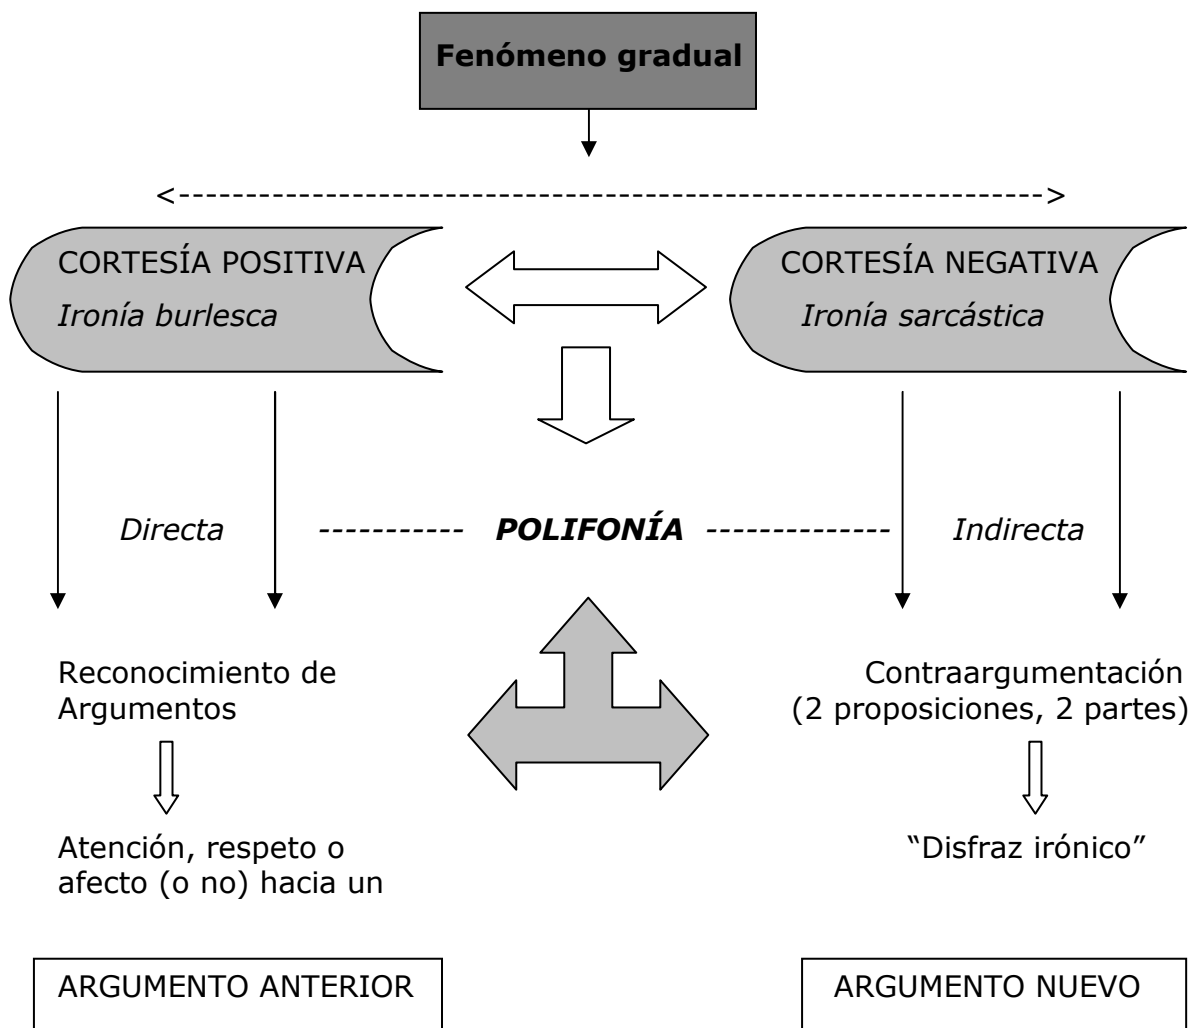 Fenómeno gradual
<------------------------------------------------>
CORTESÍA POSITIVA
Ironía burlesca
CORTESÍA NEGATIVA
Ironía sarcástica
Directa ----------- POLIFONÍA -------------- Indirecta
Reconocimiento de
Argumentos
Contraargumentación
(2 proposiciones, 2 partes)
Atención, respeto o
afecto (o no) hacia un
“Disfraz irónico”
ARGUMENTO ANTERIOR
ARGUMENTO NUEVO